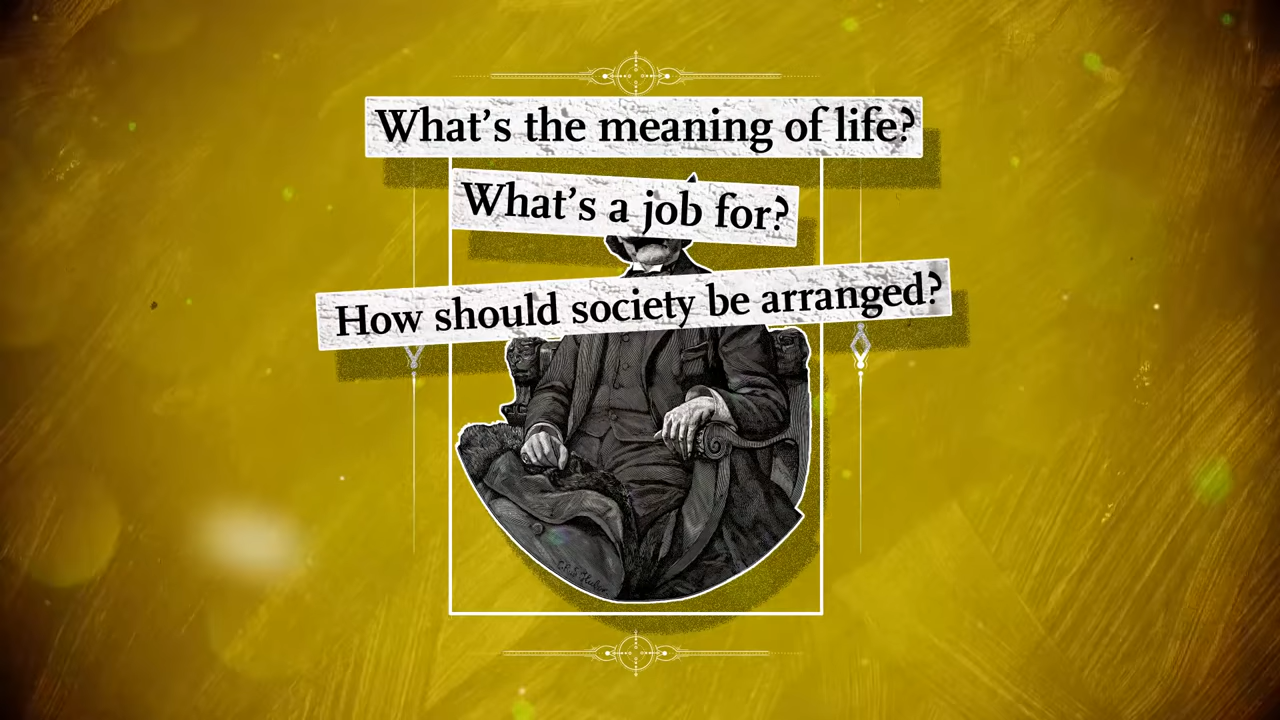 What's the meaning of life?
What's a job for?
How should society be arranged?